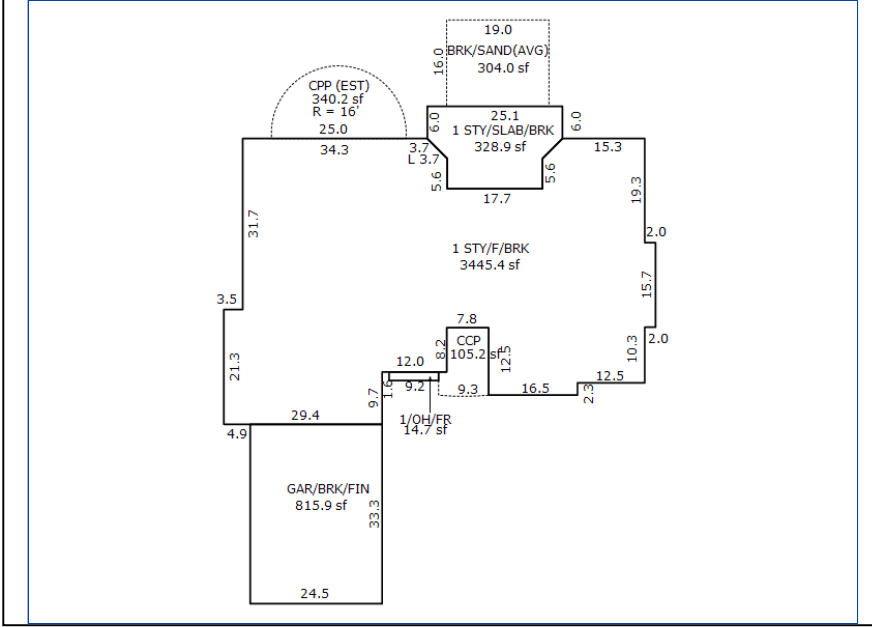 19.0
16.0
BRK/SAND(AVG)
304.0 sf
CPP (EST)
340.2 sf
R = 16'
25.0
34.3
6.0
25.1
6.0
1 STY/SLAB/BRK
328.9 sf
3.7
L 3.7
5.6
5.6
17.7
15.3
19.3
31.7
2.0
1 STY/F/BRK
3445.4 sf
15.7
3.5
7.8
2.0
CCP
105.2 sf
8.2
12.5
10.3
21.3
12.0
12.5
9.7
1.6
9.2
9.3
16.5
2.3
29.4
1/OH/FR
14.7 sf
4.9
GAR/BRK/FIN
815.9 sf
33.3
24.5